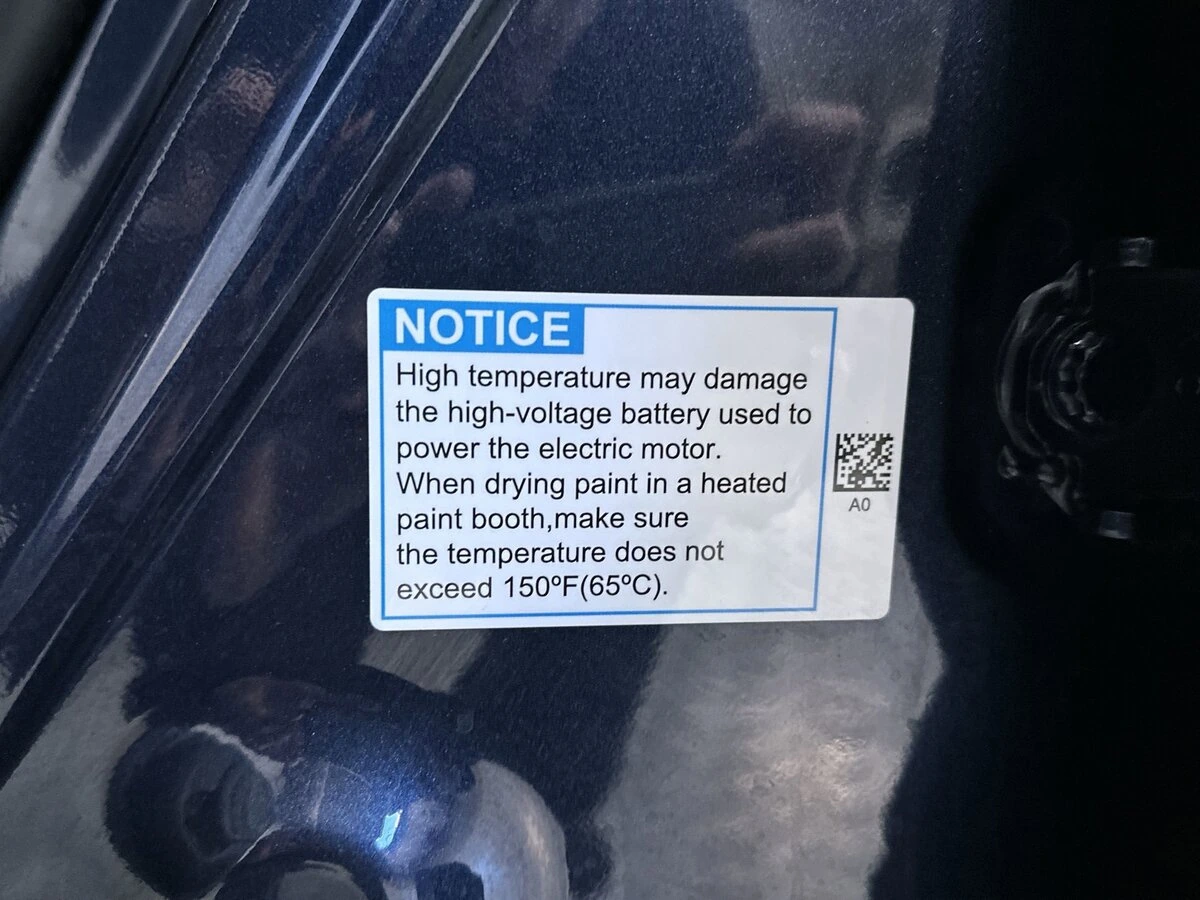 NOTICE
High temperature may damage
the high-voltage battery used to
power the electric motor.
When drying paint in a heated
paint booth,make sure
the temperature does not
exceed 150ºF(65ºC).
A0